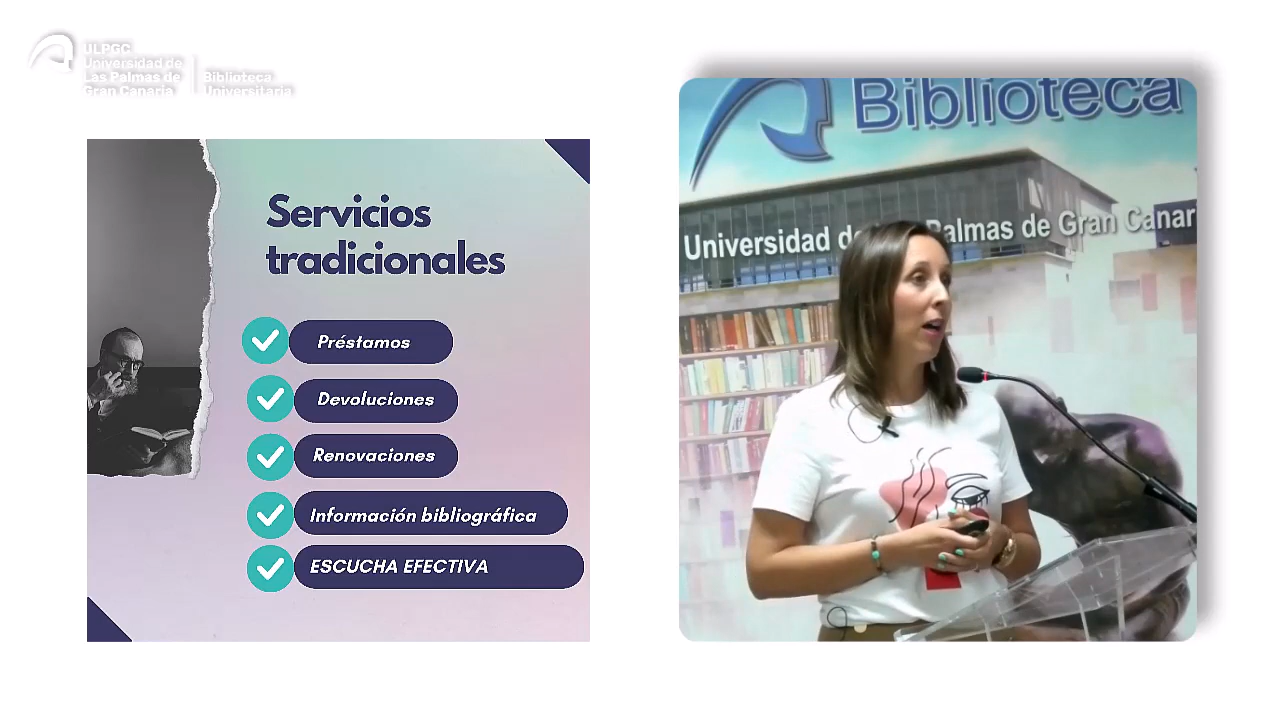 ULPGC
Universidad de
Las Palmas de
Gran Canaria
Biblioteca
Universitaria
Servicios
tradicionales
Préstamos
Devoluciones
Renovaciones
Información bibliográfica
ESCUCHA EFECTIVA
Biblioteca
Universidad de Palmas de Gran Canar